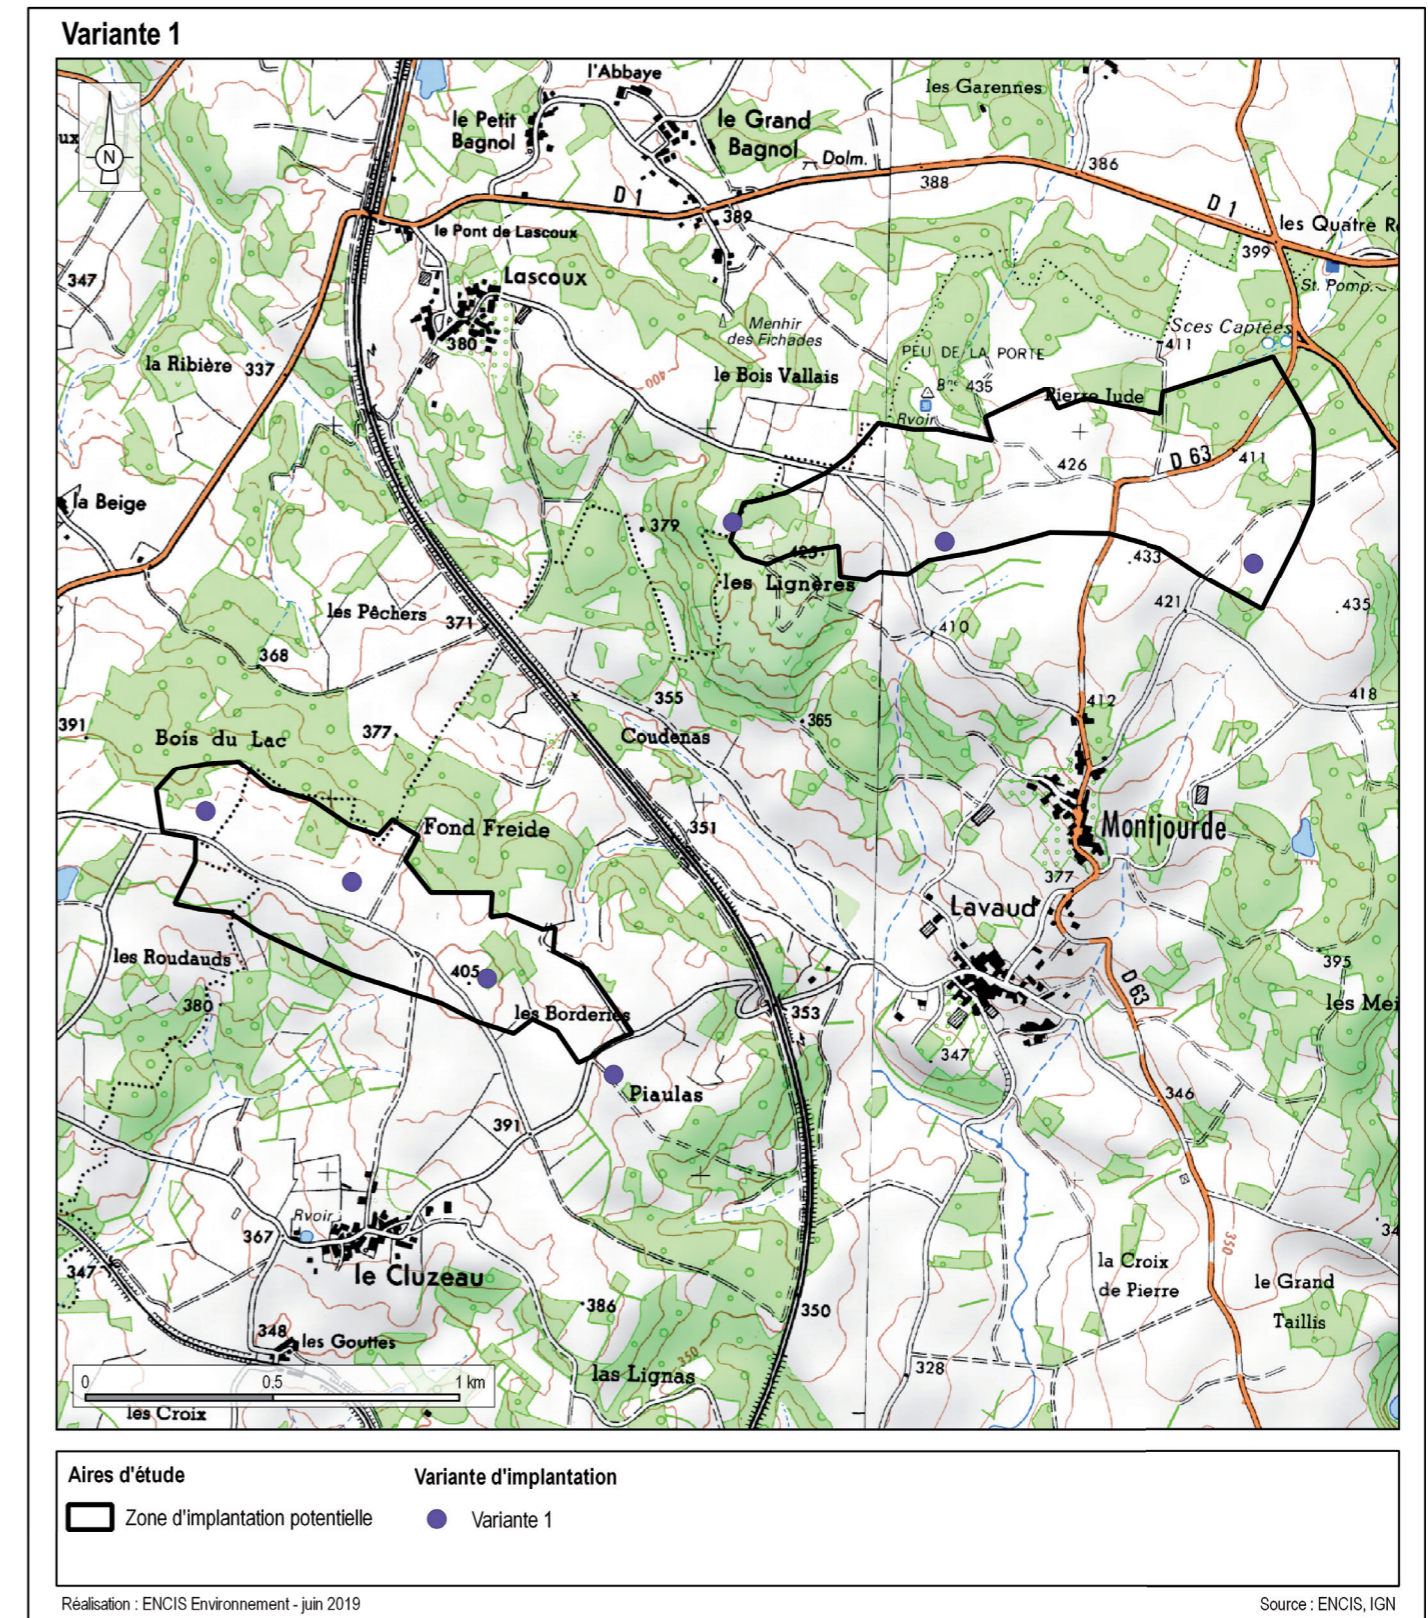 Variante 1
N
l'Abbaye
les Garennes
le Petit
Bagnol
le Grand
Bagnol
ux
Dolm.
386
388
D 1
D 1
389
les Quatre R
399
le Pont de Lascoux
347
Lascoux
St. Pomp.
Menhir
des Fichades
Sces Captées
380
411
la Ribière 337
400
PEU DE LA PORTE
le Bois Vallais
Bne 435
Pierre Jude
Rvoir
426
D 63
411
la Beige
379
425
433
les Lignères
421
435
les Pêchers
371
410
368
355
412
418
391
377
365
Bois du Lac
Coudenas
351
Fond Freide
Montjourde
377
Lavaud
les Roudauds
405
395
D 63
380
les Borderies
353
les Mei
347
Piaulas
346
391
Rvoir
367
350
34
le Cluzeau
347
la Croix
de Pierre
le Grand
Taillis
386
350
348
les Gouttes
350
328
las Lignas
0
0.5
1 km
les Croix
Aires d'étude
Variante d'implantation
Zone d'implantation potentielle
Variante 1
Réalisation : ENCIS Environnement - juin 2019
Source : ENCIS, IGN